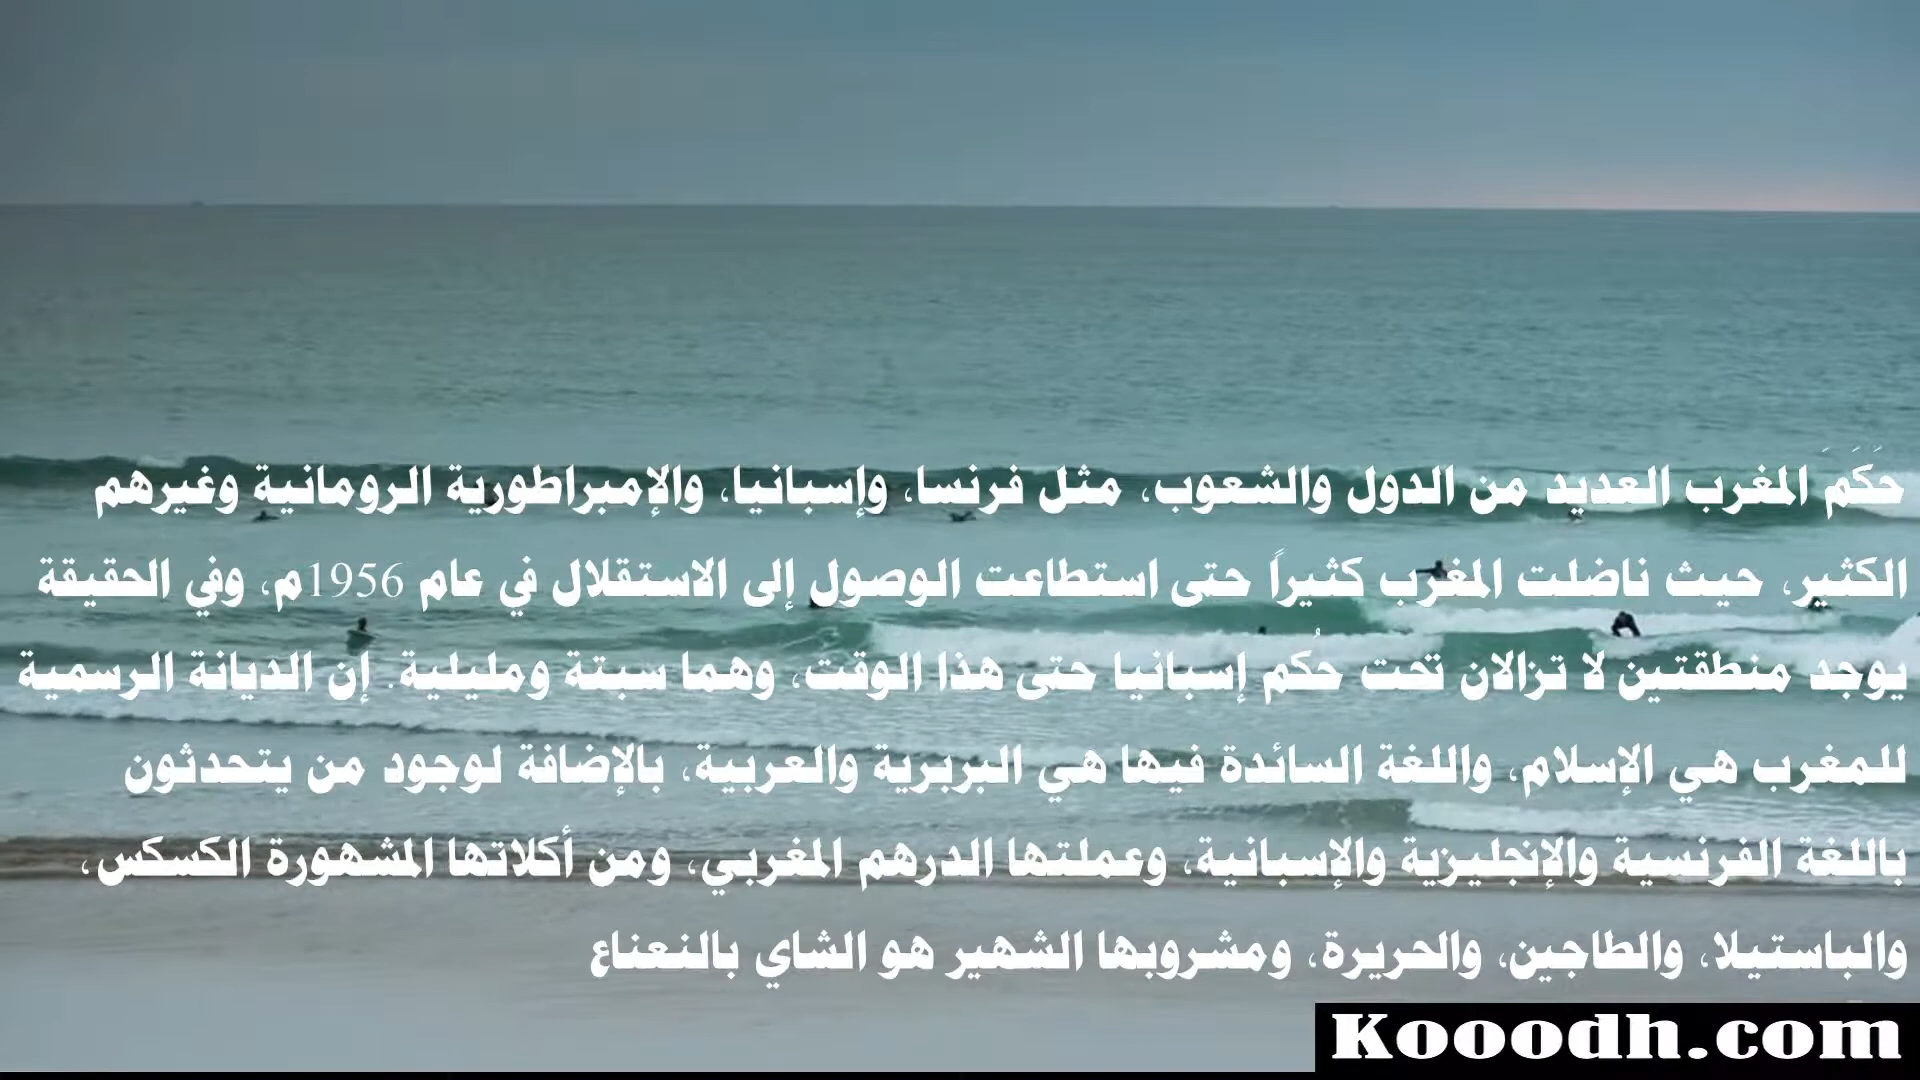 حَكَمَ المغرب العديد من الدول والشعوب، مثل فرنسا، وإسبانيا، والإمبراطورية الرومانية وغيرهم
الكثير، حيث ناضلت المغرب كثيراً حتى استطاعت الوصول إلى الاستقلال في عام 1956م، وفي الحقيقة
يوجد منطقتين لا تزالان تحت حُكم إسبانيا حتى هذا الوقت، وهما سبتة ومليلية. إن الديانة الرسمية
للمغرب هي الإسلام، واللغة السائدة فيها هي البربرية والعربية، بالإضافة لوجود من يتحدثون
باللغة الفرنسية والإنجليزية والإسبانية، وعملتها الدرهم المغربي، ومن أكلاتها المشهورة الكسكس،
والباستيلا، والطاجين، والحريرة، ومشروبها الشهير هو الشاي بالنعناع
Kooodh.com